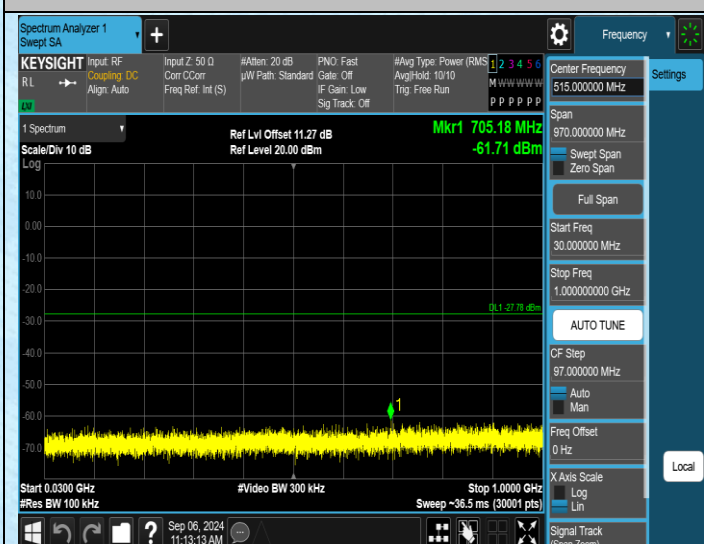 Spectrum Analyzer 1
Swept SA
Frequency
KEYSIGHT
RL
Input: RF
Coupling: DC
Align: Auto
Input Z: 50 Ω
Corr CCorr
Freq Ref: Int (S)
#Atten: 20 dB
µW Path: Standard
PNO: Fast
Gate: Off
IF Gain: Low
Sig Track: Off
#Avg Type: Power (RMS
Avg|Hold: 10/10
Trig: Free Run
1 2 3 4 5 6
M W W W W W
P P P P P P
LXI
Center Frequency
515.000000 MHz
Settings
Span
970.000000 MHz
Swept Span
Zero Span
Full Span
Start Freq
30.000000 MHz
Stop Freq
1.000000000 GHz
AUTO TUNE
CF Step
97.000000 MHz
Auto
Man
Freq Offset
0 Hz
X Axis Scale
Log
Lin
Signal Track
(Span Zoom)
Local
1 Spectrum
Scale/Div 10 dB
Log
Ref Lvl Offset 11.27 dB
Ref Level 20.00 dBm
Mkr1 705.18 MHz
-61.71 dBm
10.0
0.00
-10.0
-20.0
-30.0
-40.0
-50.0
-60.0
-70.0
DL1 -27.78 dBm
1
Start 0.0300 GHz
#Res BW 100 kHz
#Video BW 300 kHz
Stop 1.0000 GHz
Sweep ~36.5 ms (30001 pts)
?
Sep 06, 2024
11:13:13 AM